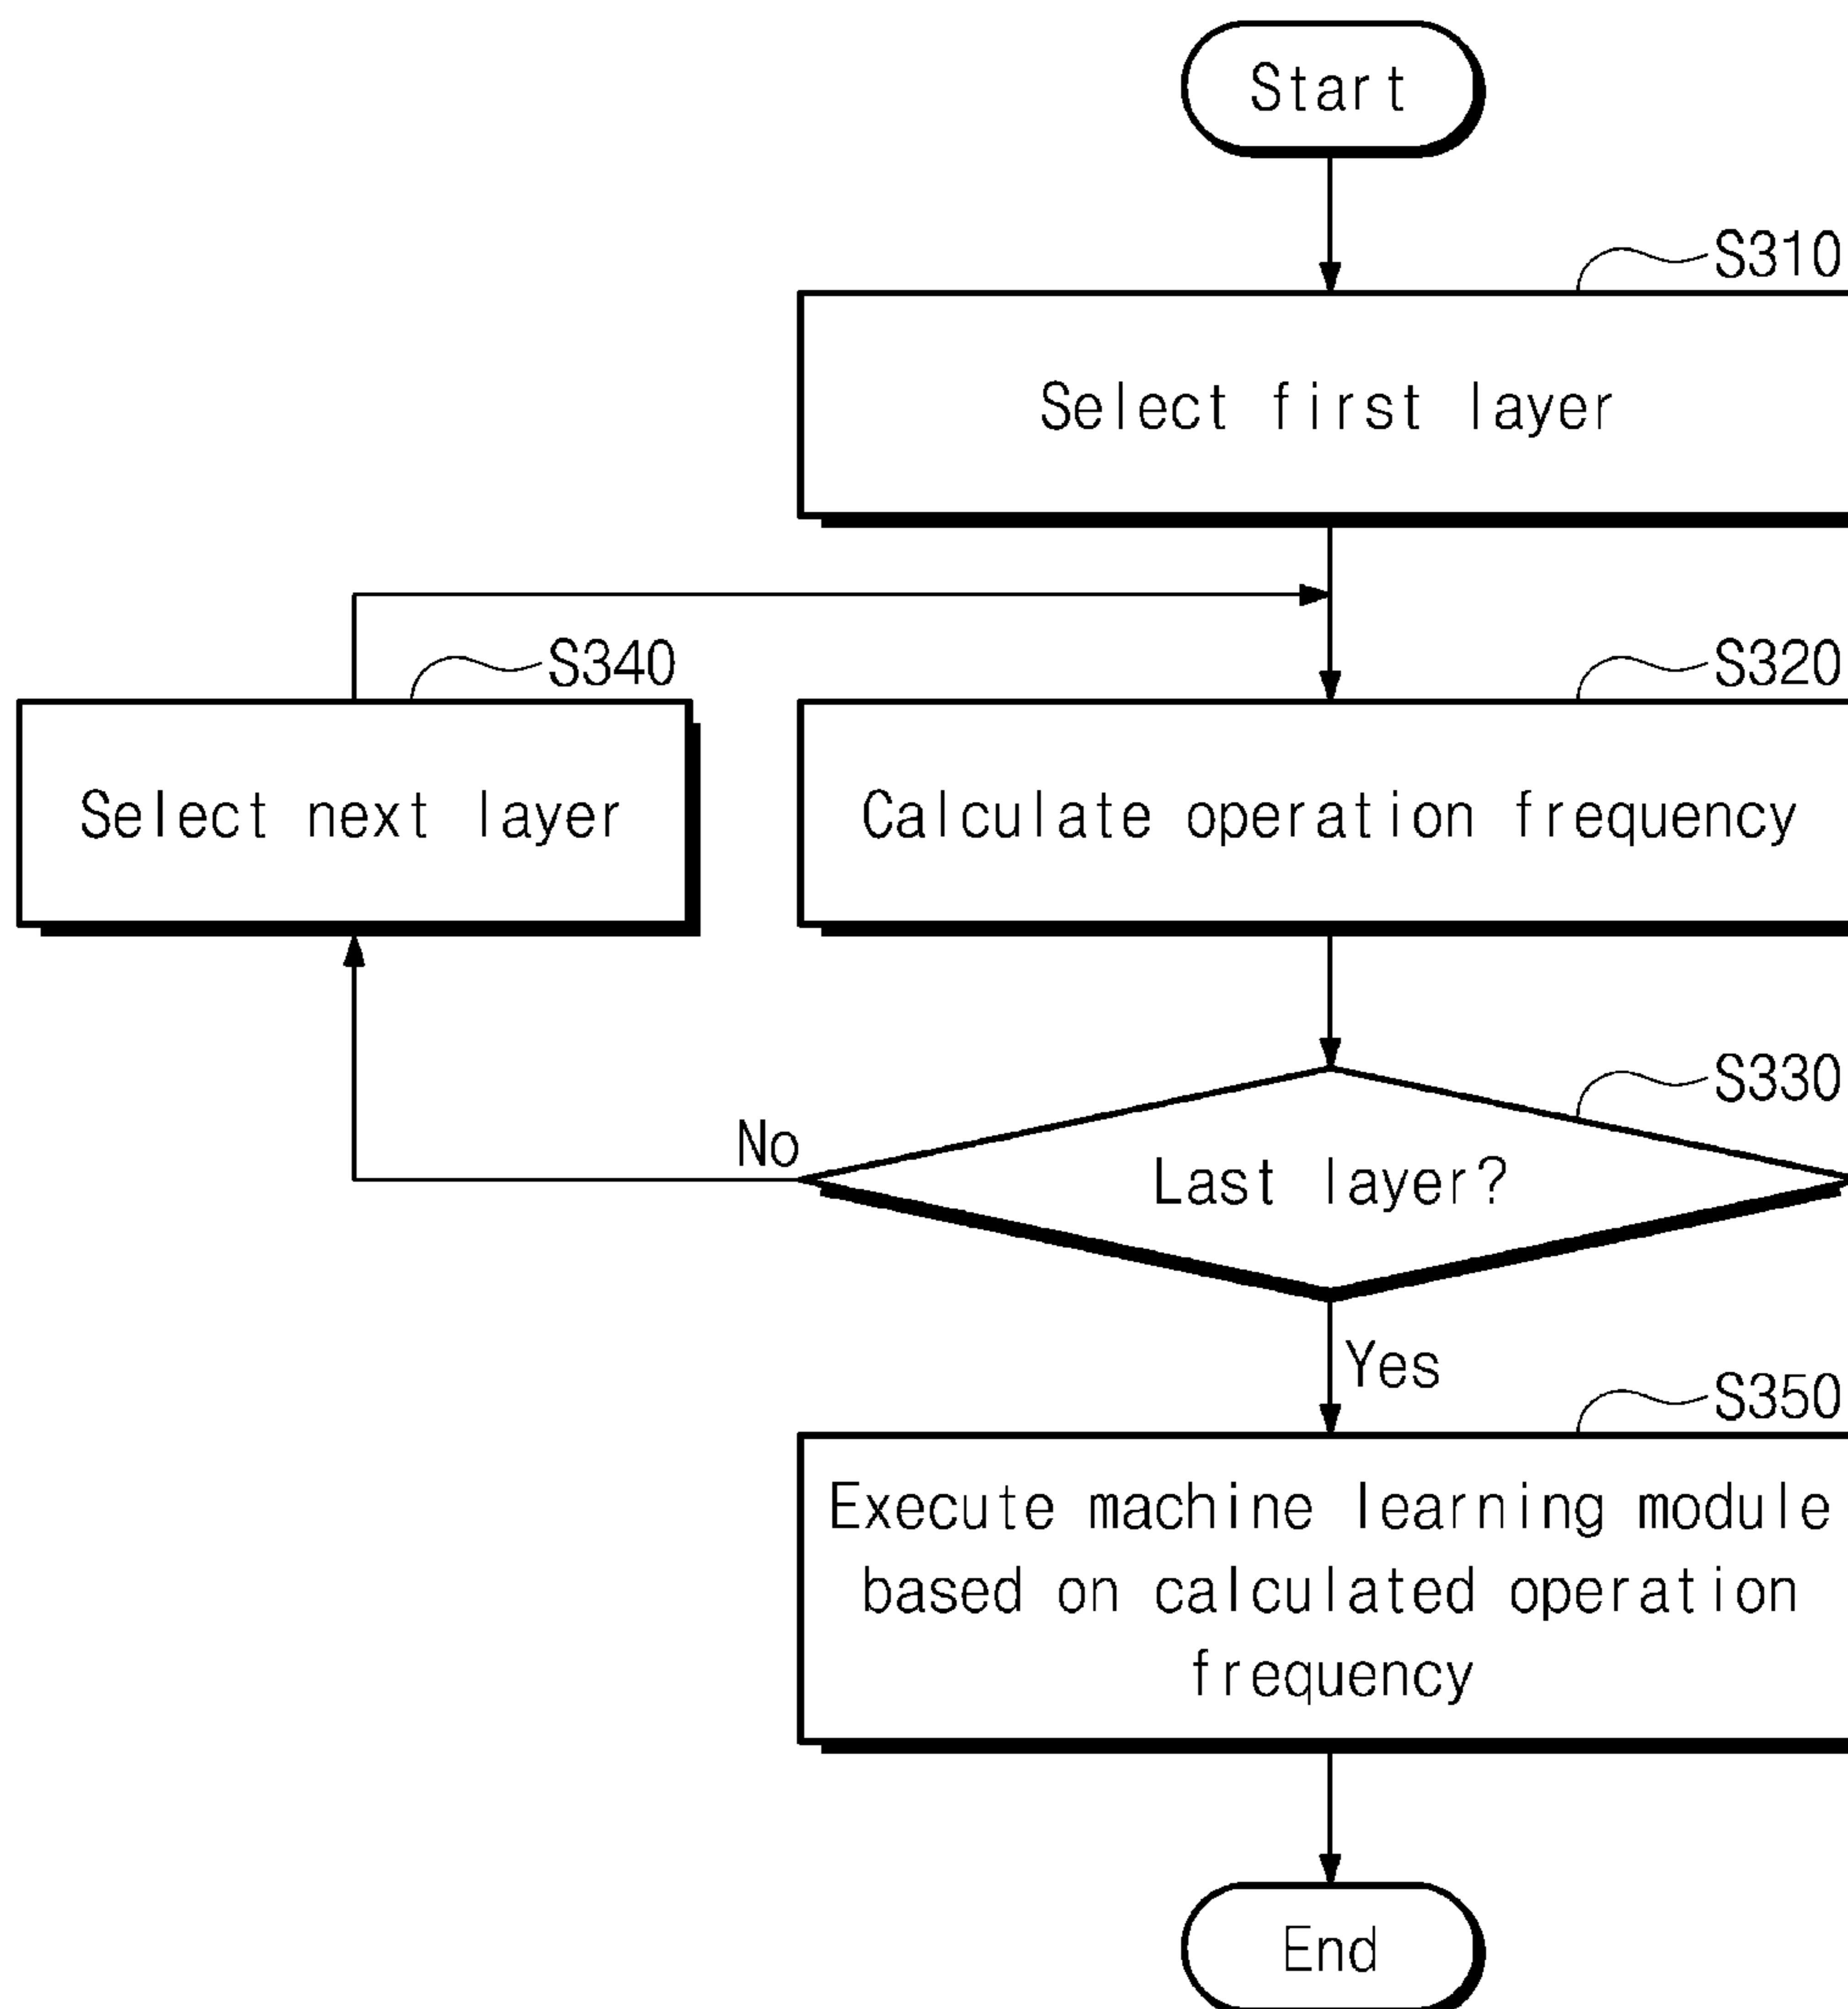 Start
S310
Select first layer
S340
S320
Select next layer
Calculate operation frequency
S330
No
Last layer?
Yes
S350
Execute machine learning module
based on calculated operation
frequency
End